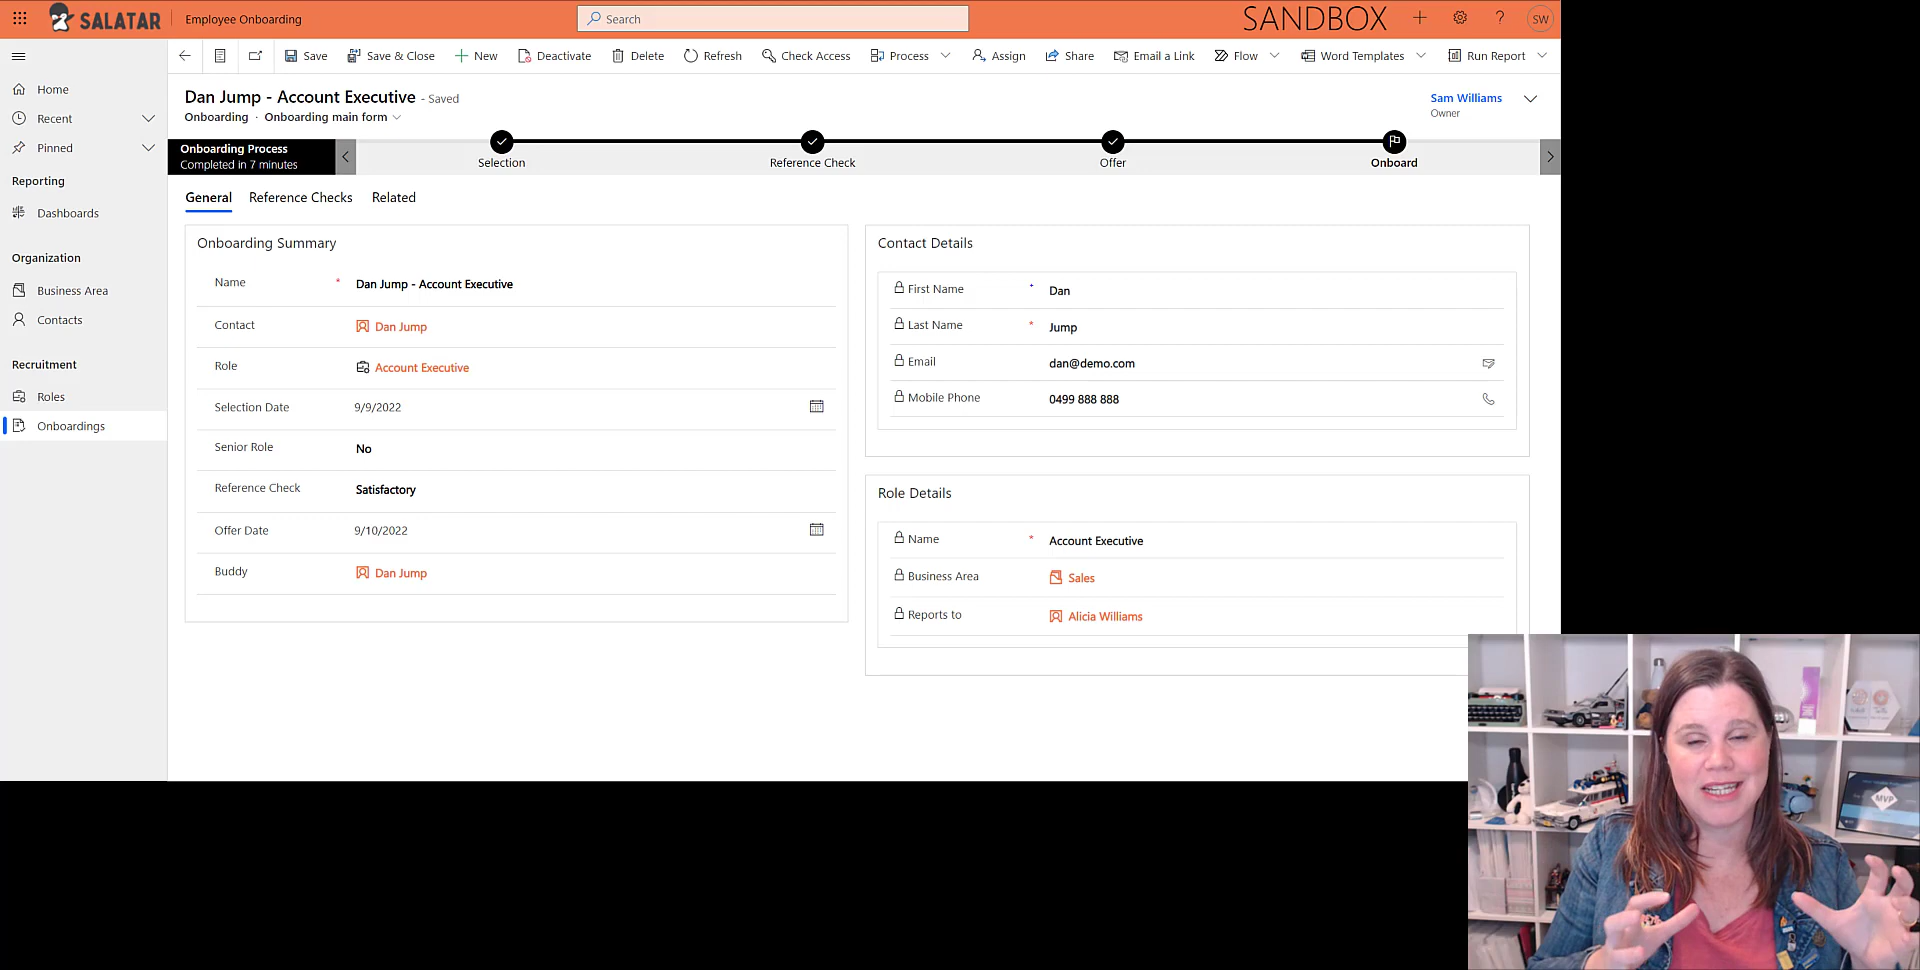 SALATAR
Employee Onboarding
Search
SANDBOX
SW
Save
Save & Close
New
Deactivate
Delete
Refresh
Check Access
Process
Assign
Share
Email a Link
Flow
Word Templates
Run Report
Home
Recent
Pinned
Reporting
Dashboards
Organization
Business Area
Contacts
Recruitment
Roles
Onboardings
Dan Jump - Account Executive - Saved
Onboarding · Onboarding main form
Sam Williams
Owner
Onboarding Process
Completed in 7 minutes
Selection
Reference Check
Offer
Onboard
General
Reference Checks
Related
Onboarding Summary
Name * Dan Jump - Account Executive
Contact Dan Jump
Role Account Executive
Selection Date 9/9/2022
Senior Role No
Reference Check Satisfactory
Offer Date 9/10/2022
Buddy Dan Jump
Contact Details
First Name * Dan
Last Name * Jump
Email dan@demo.com
Mobile Phone 0499 888 888
Role Details
Name * Account Executive
Business Area Sales
Reports to Alicia Williams
MVP